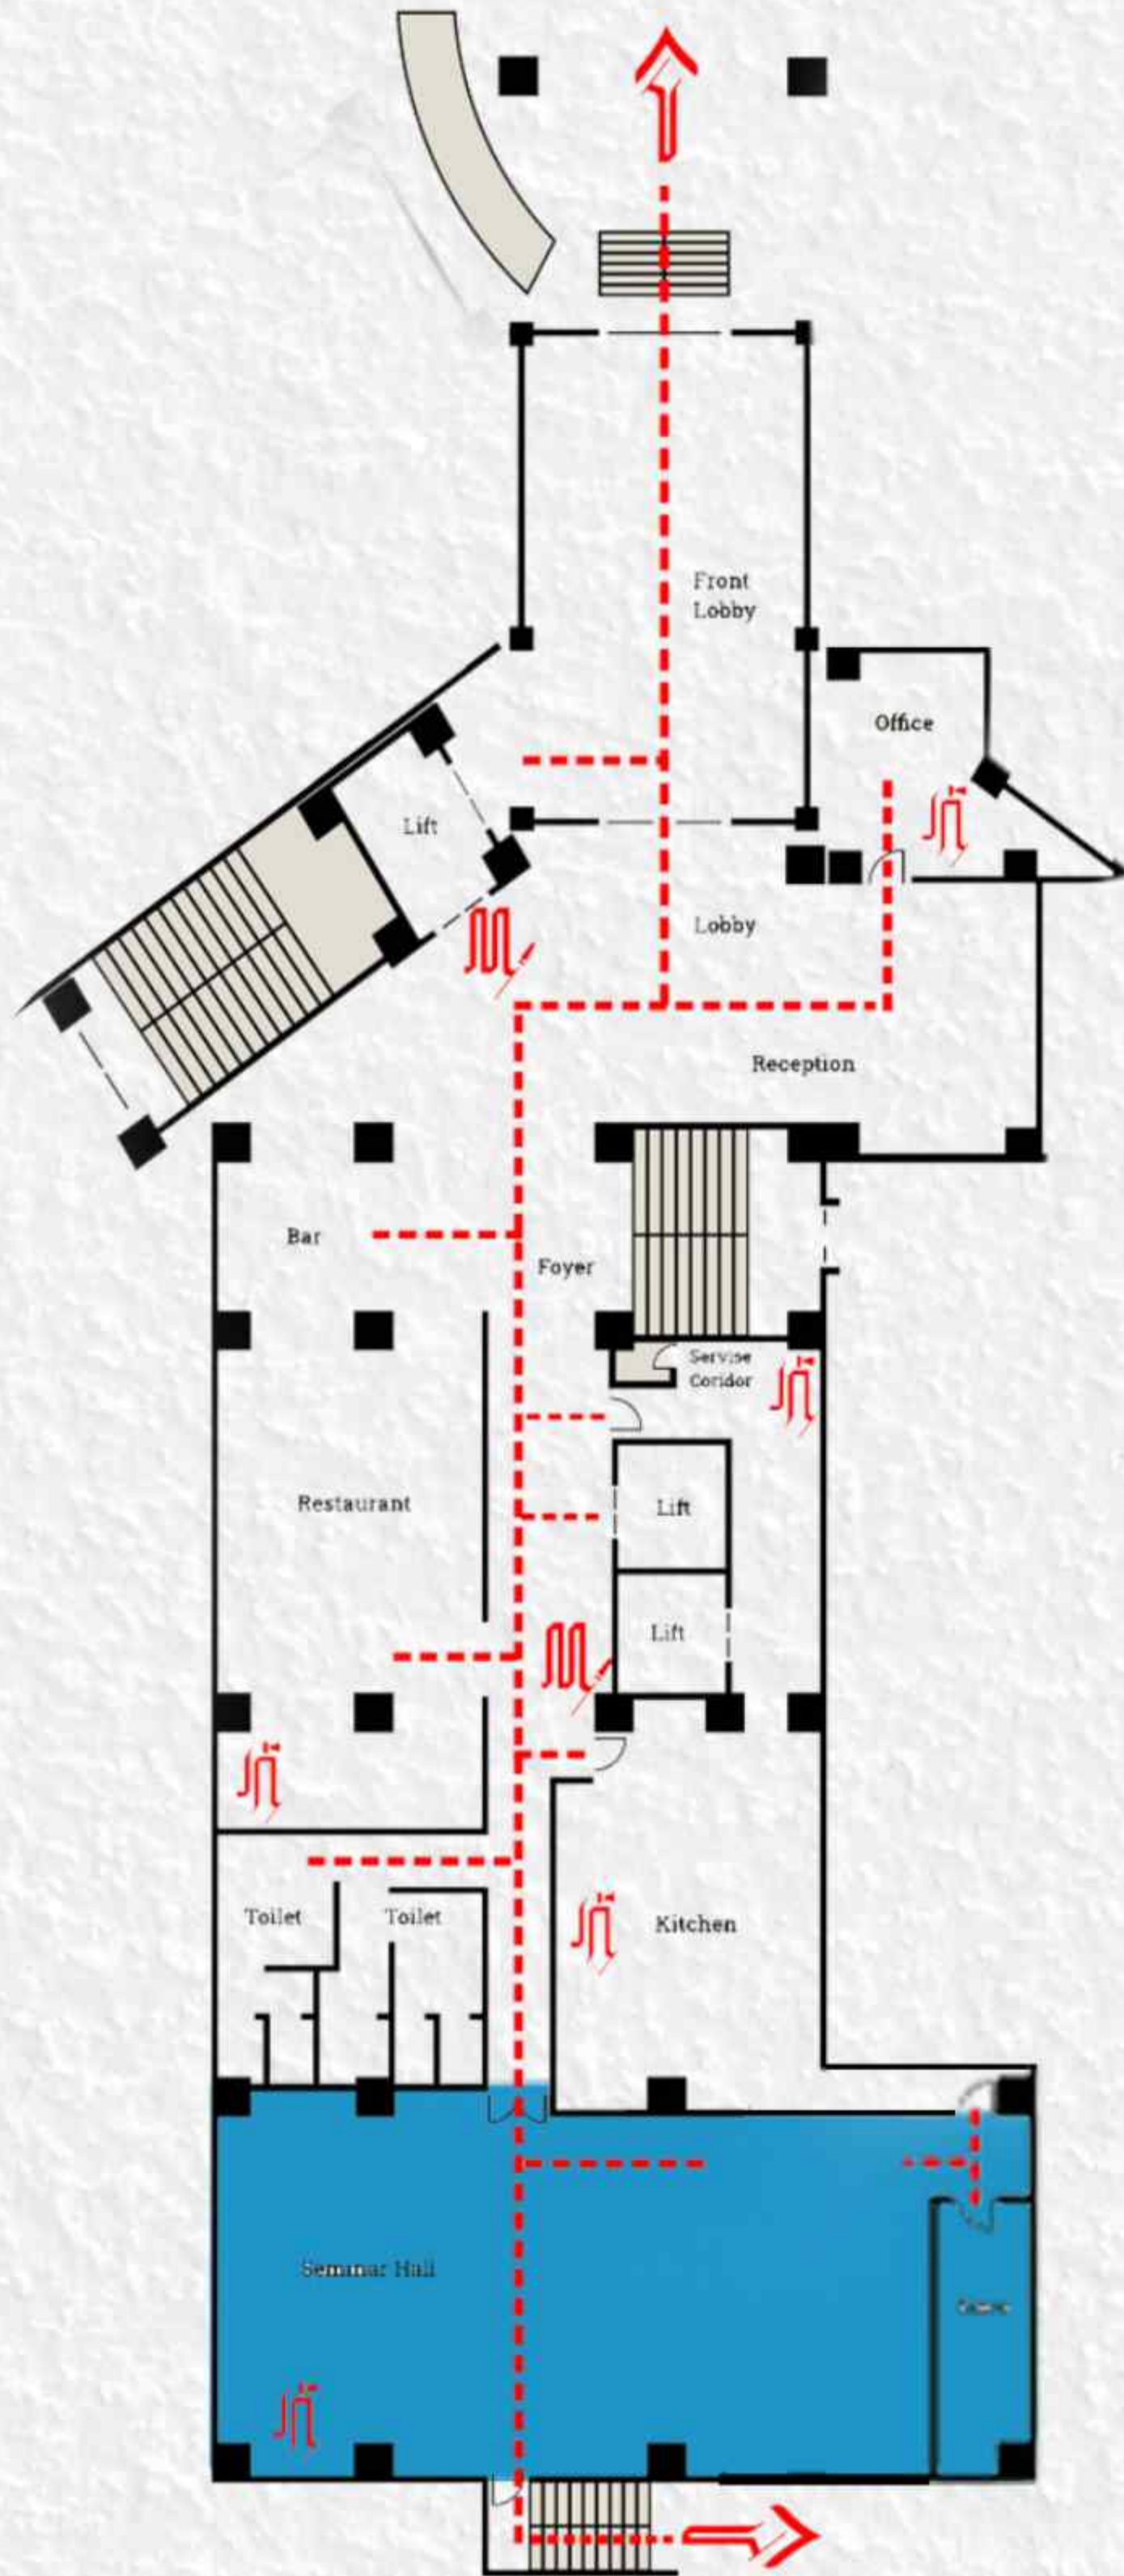 Front
Lobby
Office
Lift
Lobby
Reception
Bar
Foyer
Servise
Coridor
Restaurant
Lift
Lift
Toilet
Toilet
Kitchen
Seminar Hall